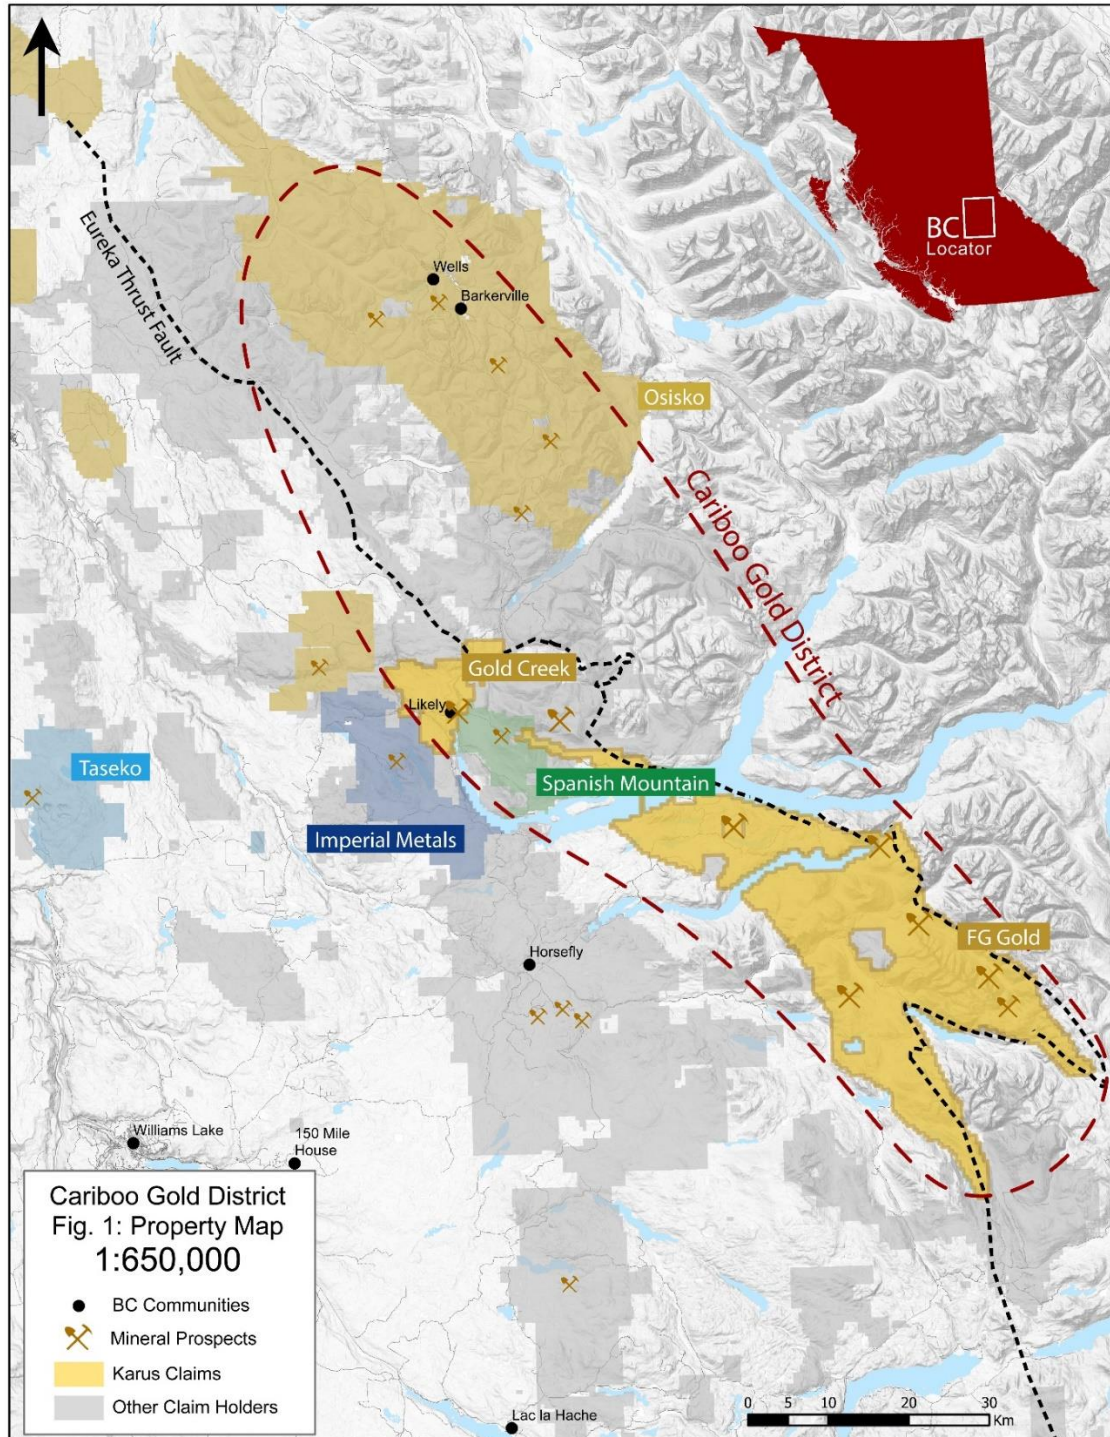 BC
Locator
Eureka Thrust Fault
Wells
Barkerville
Osisko
Cariboo Gold District
Gold Creek
Likely
Spanish Mountain
Taseko
Imperial Metals
FG Gold
Horsefly
Williams Lake
150 Mile
House
Cariboo Gold District
Fig. 1: Property Map
1:650,000
BC Communities
Mineral Prospects
Karus Claims
Other Claim Holders
Lac la Hache
0 5 10 20 30
Km